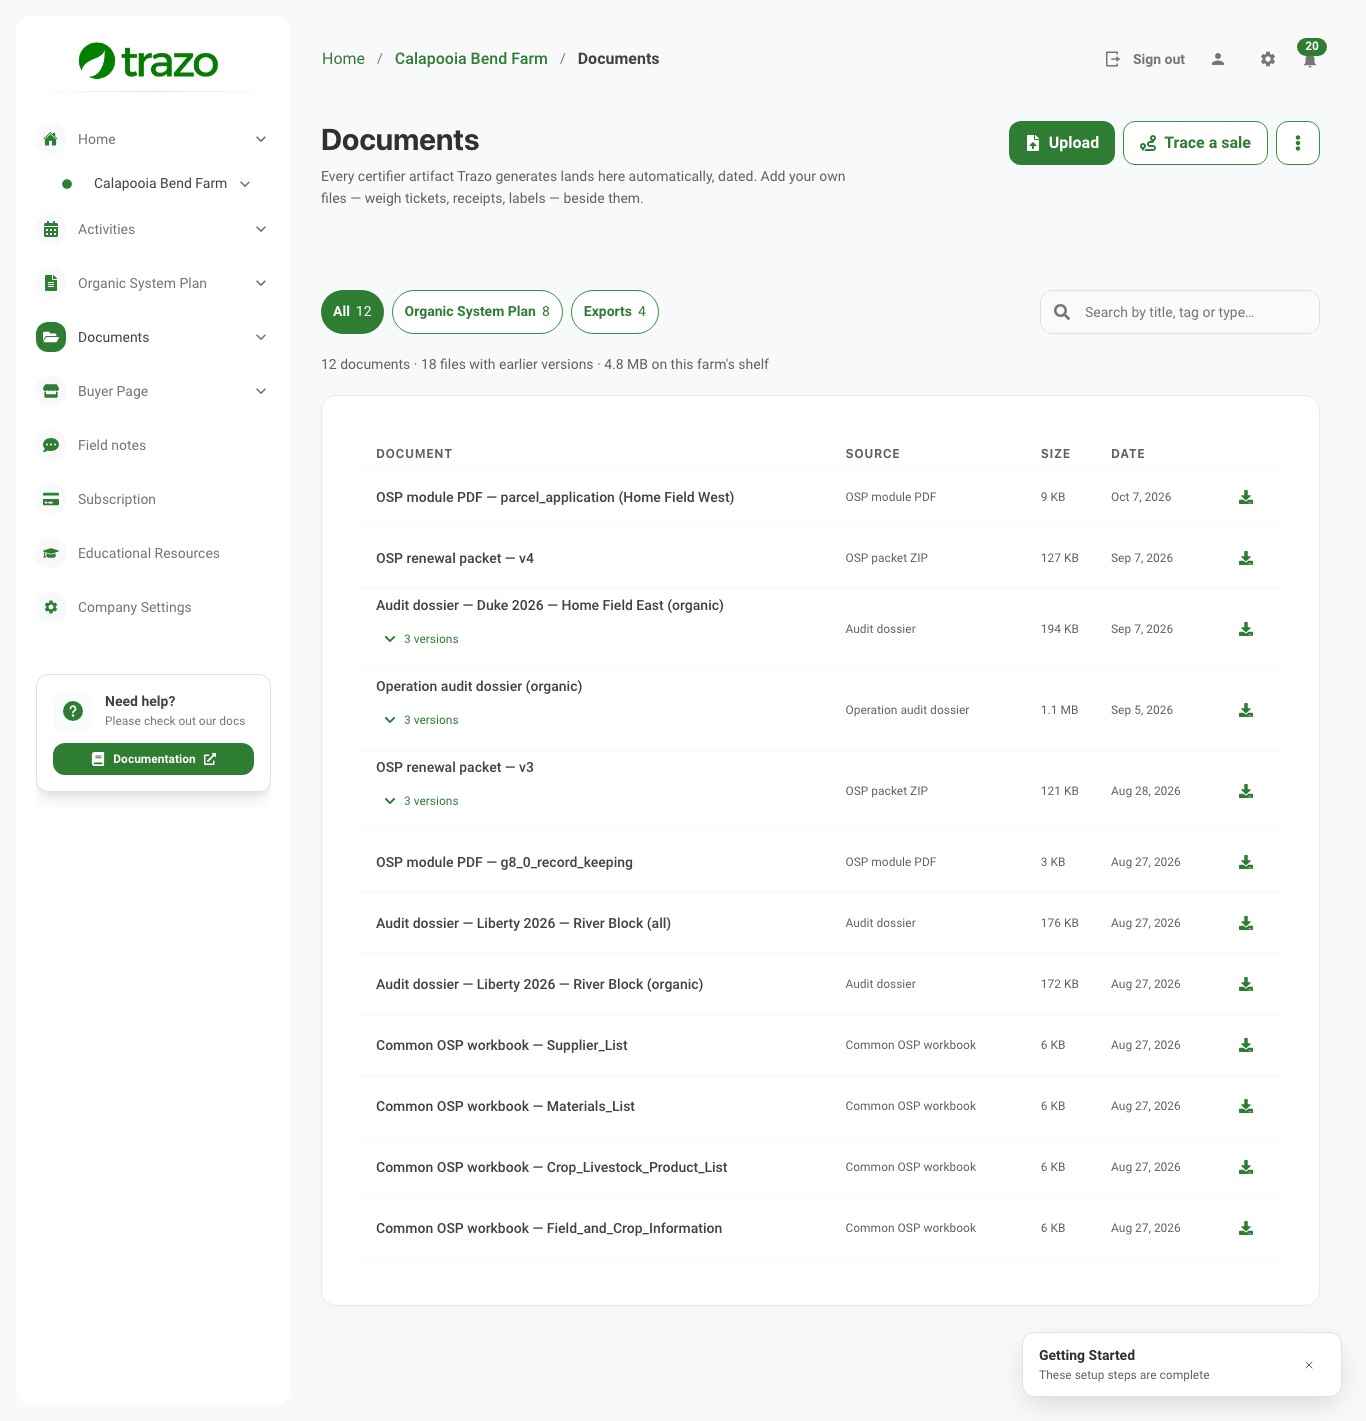 trazo
Home / Calapooia Bend Farm / Documents
Sign out
20
Home
Calapooia Bend Farm
Activities
Organic System Plan
Documents
Buyer Page
Field notes
Subscription
Educational Resources
Company Settings
Need help?
Please check out our docs
Documentation
Documents
Every certifier artifact Trazo generates lands here automatically, dated. Add your own
files — weigh tickets, receipts, labels — beside them.
Upload
Trace a sale
All 12
Organic System Plan 8
Exports 4
Search by title, tag or type...
12 documents · 18 files with earlier versions · 4.8 MB on this farm's shelf
DOCUMENT SOURCE SIZE DATE
OSP module PDF — parcel_application (Home Field West) OSP module PDF 9 KB Oct 7, 2026
OSP renewal packet — v4 OSP packet ZIP 127 KB Sep 7, 2026
Audit dossier — Duke 2026 — Home Field East (organic) Audit dossier 194 KB Sep 7, 2026
3 versions
Operation audit dossier (organic) Operation audit dossier 1.1 MB Sep 5, 2026
3 versions
OSP renewal packet — v3 OSP packet ZIP 121 KB Aug 28, 2026
3 versions
OSP module PDF — g8_0_record_keeping OSP module PDF 3 KB Aug 27, 2026
Audit dossier — Liberty 2026 — River Block (all) Audit dossier 176 KB Aug 27, 2026
Audit dossier — Liberty 2026 — River Block (organic) Audit dossier 172 KB Aug 27, 2026
Common OSP workbook — Supplier_List Common OSP workbook 6 KB Aug 27, 2026
Common OSP workbook — Materials_List Common OSP workbook 6 KB Aug 27, 2026
Common OSP workbook — Crop_Livestock_Product_List Common OSP workbook 6 KB Aug 27, 2026
Common OSP workbook — Field_and_Crop_Information Common OSP workbook 6 KB Aug 27, 2026
Getting Started
These setup steps are complete